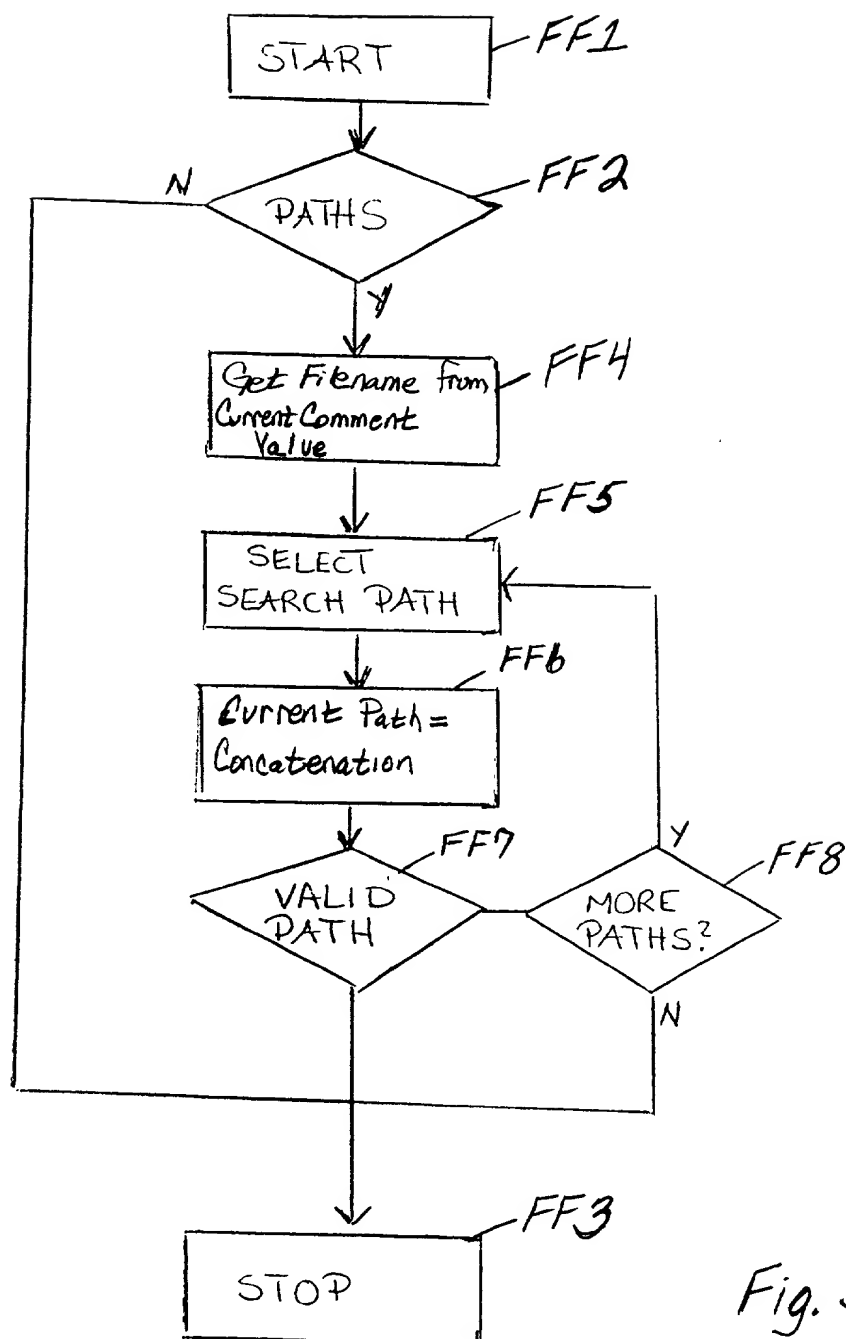 START
FF1
N
PATHS
FF2
Y
Get Filename from
Current Comment
Value
FF4
SELECT
SEARCH PATH
FF5
Current Path =
Concatenation
FF6
VALID
PATH
FF7
Y
MORE
PATHS?
FF8
N
STOP
FF3
Fig.